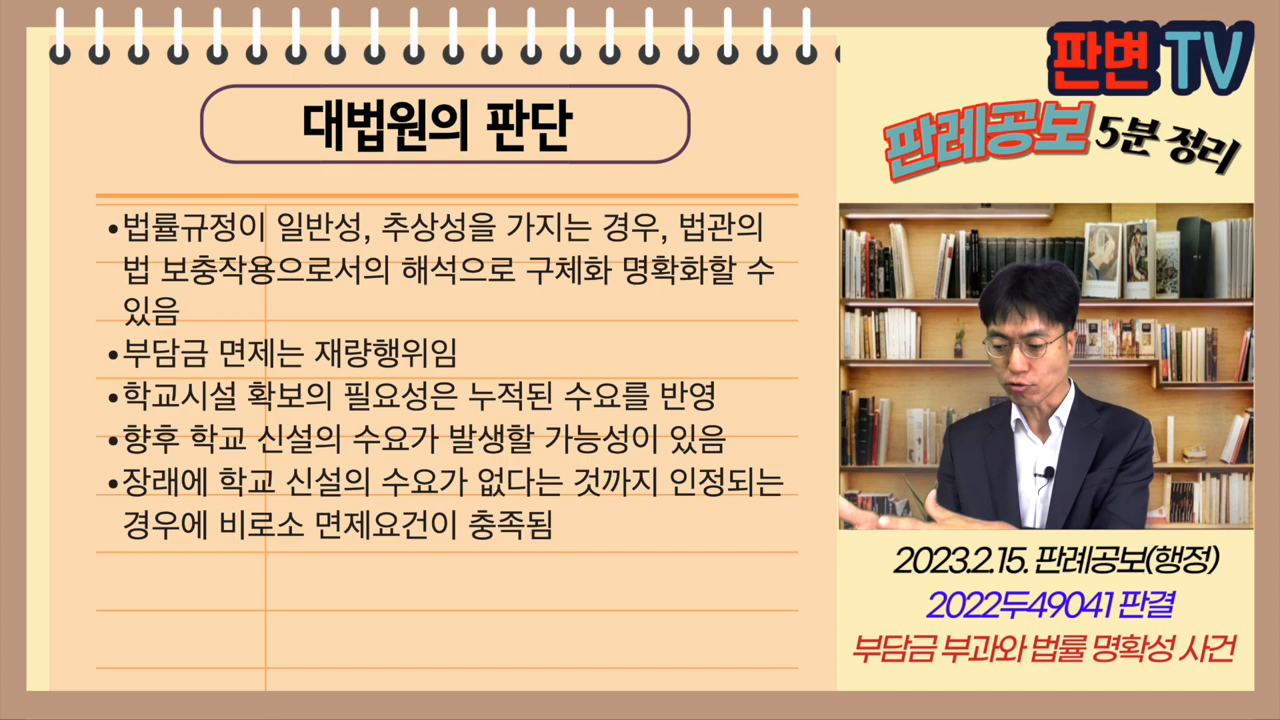 판변 TV
판례공보 5분 정리
대법원의 판단
•법률규정이 일반성, 추상성을 가지는 경우, 법관의
법 보충작용으로서의 해석으로 구체화 명확화할 수
있음
•부담금 면제는 재량행위임
•학교시설 확보의 필요성은 누적된 수요를 반영
•향후 학교 신설의 수요가 발생할 가능성이 있음
•장래에 학교 신설의 수요가 없다는 것까지 인정되는
경우에 비로소 면제요건이 충족됨
2023.2.15. 판례공보(행정)
2022두49041 판결
부담금 부과와 법률 명확성 사건